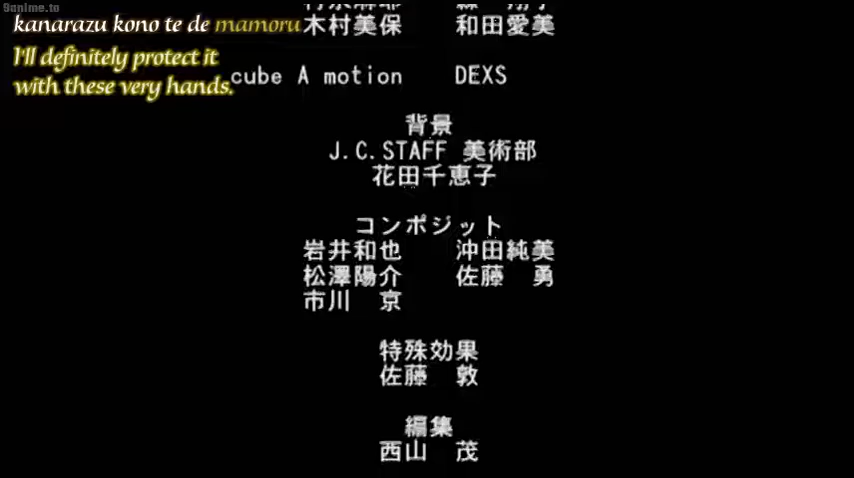 9anime.to
kanarazu kono te de mamoru
I'll definitely protect it
with these very hands.
木村美保 和田愛美
cube A motion DEXS
背景
J.C.STAFF 美術部
花田千恵子
コンポジット
岩井和也 沖田純美
松澤陽介 佐藤 勇
市川 京
特殊効果
佐藤 敦
編集
西山 茂